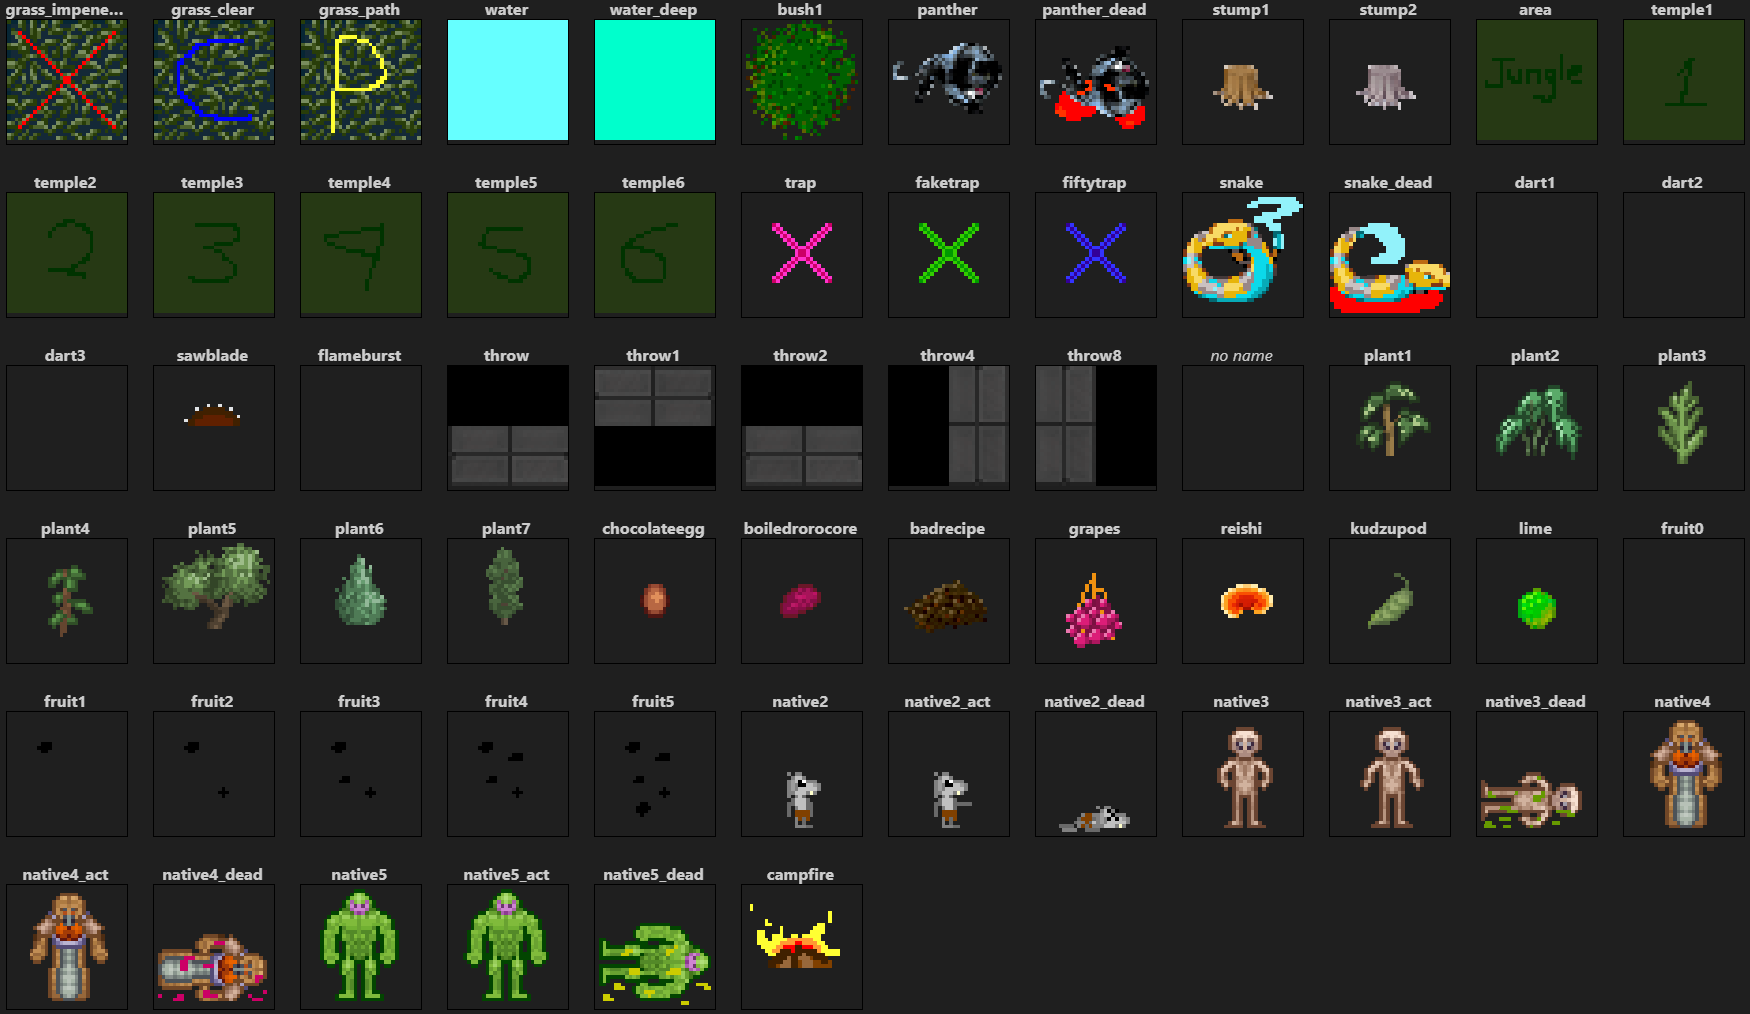 grass_impene... grass_clear grass_path water water_deep bush1 panther panther_dead stump1 stump2 area temple1
C P Jungle 1
temple2 temple3 temple4 temple5 temple6 trap faketrap fiftytrap snake snake_dead dart1 dart2
2 3 4 5 6
dart3 sawblade flameburst throw throw1 throw2 throw4 throw8 no name plant1 plant2 plant3
plant4 plant5 plant6 plant7 chocolateegg boiledrorocore badrecipe grapes reishi kudzupod lime fruit0
fruit1 fruit2 fruit3 fruit4 fruit5 native2 native2_act native2_dead native3 native3_act native3_dead native4
native4_act native4_dead native5 native5_act native5_dead campfire